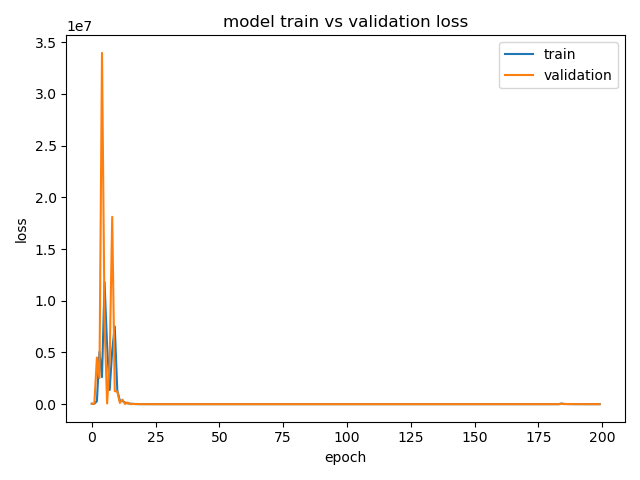 model train vs validation loss
1e7
3.5
3.0
2.5
2.0
1.5
1.0
0.5
0.0
loss
train
validation
0 25 50 75 100 125 150 175 200
epoch